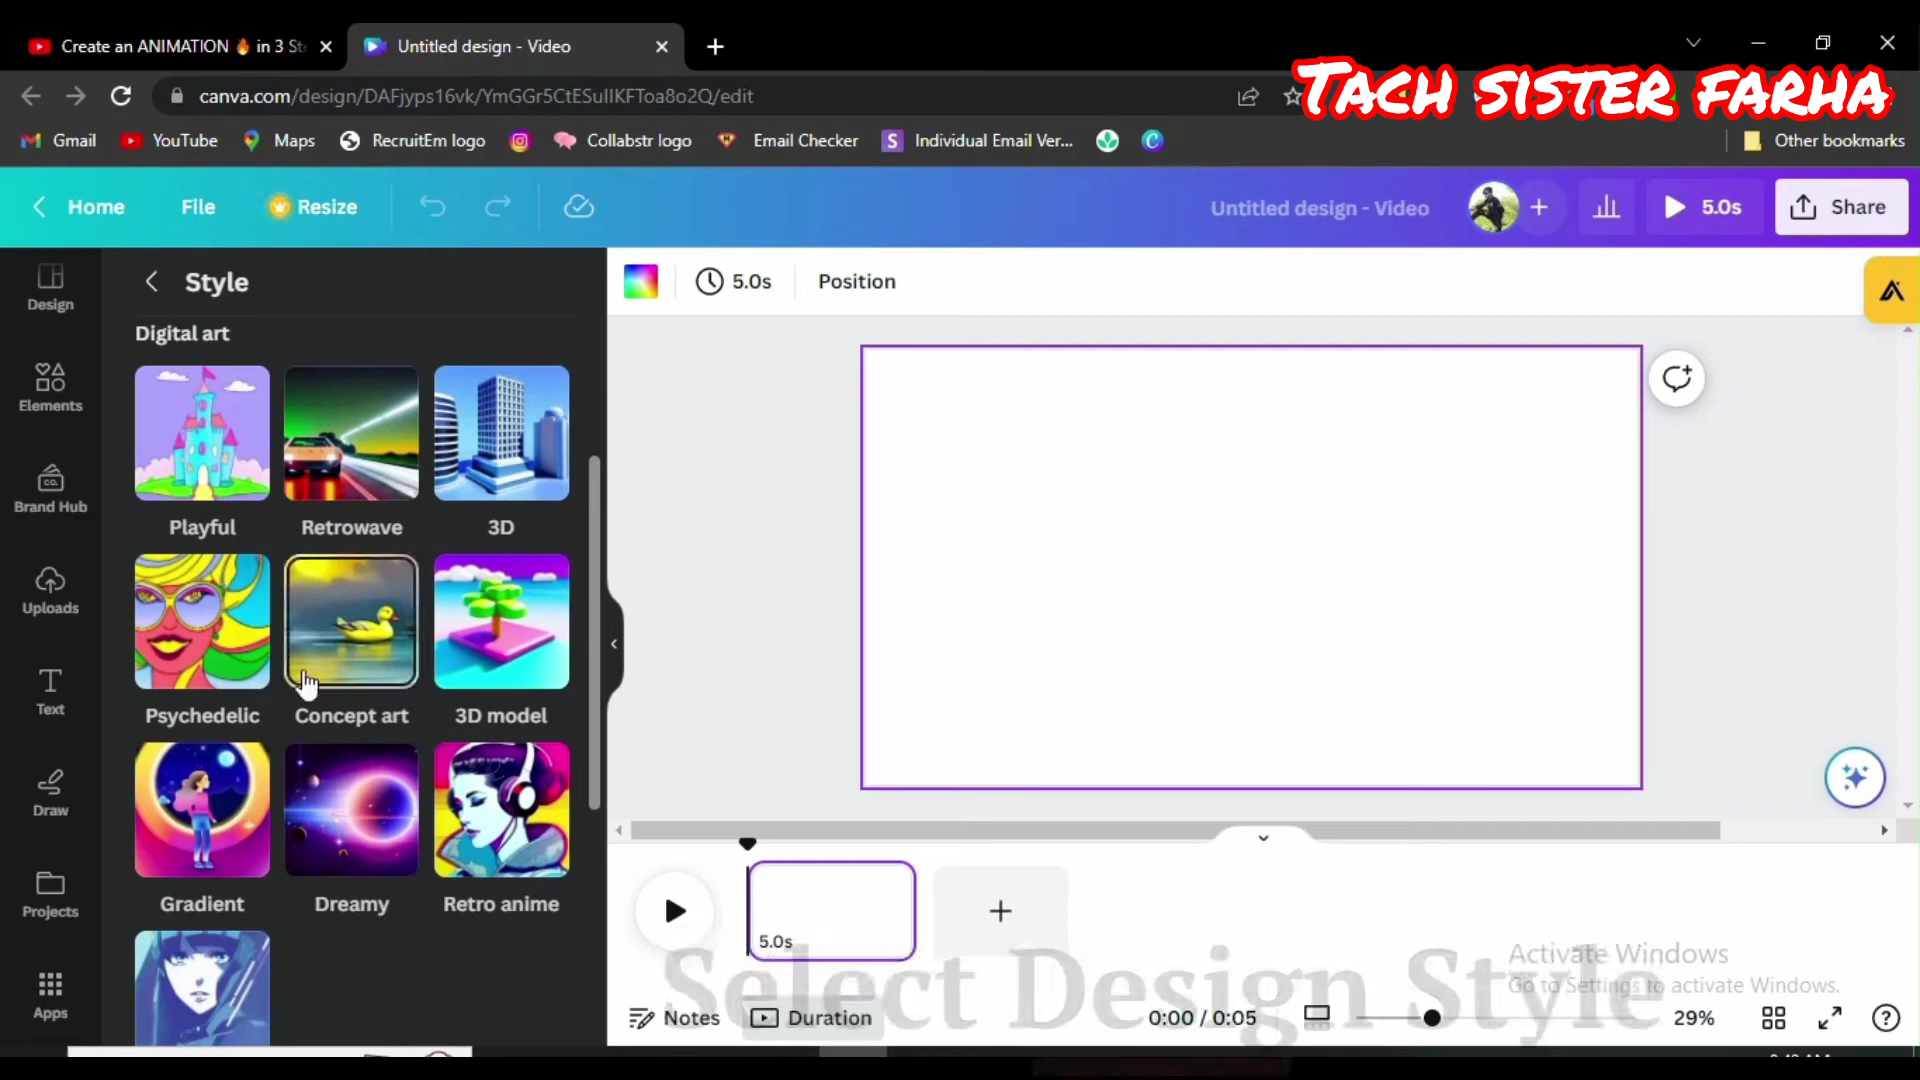 Create an ANIMATION 🔥 in 3 St
Untitled design - Video
canva.com/design/DAFjyps16vk/YmGGr5CtESuIIKFToa8o2Q/edit
Tach sister farha
Gmail
YouTube
Maps
RecruitEm logo
Collabstr logo
Email Checker
S
Individual Email Ver...
Other bookmarks
Home
File
Resize
Untitled design - Video
5.0s
Share
Design
Elements
CO.
Brand Hub
Uploads
Text
Draw
Projects
Apps
Style
Digital art
Playful
Retrowave
3D
Psychedelic
Concept art
3D model
Gradient
Dreamy
Retro anime
5.0s
Position
5.0s
Select Design Style
Activate Windows
Go to Settings to activate Windows.
Notes
Duration
0:00 / 0:05
29%